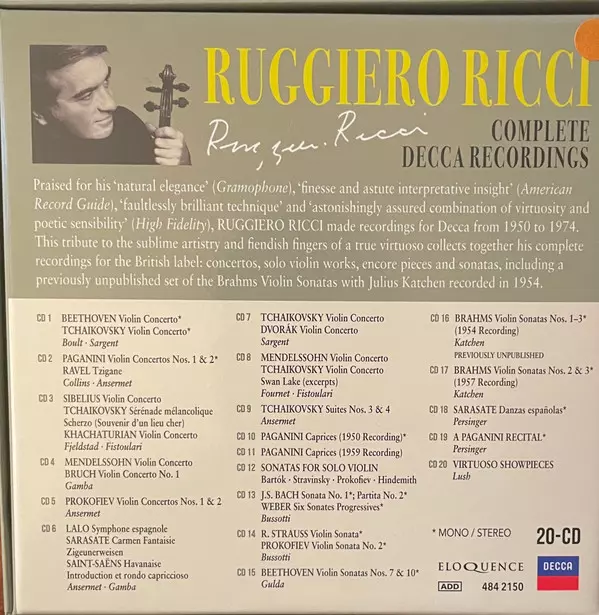 RUGGIERO RICCI
Ruggiero Ricci
COMPLETE
DECCA RECORDINGS
Praised for his 'natural elegance' (Gramophone), 'finesse and astute interpretative insight' (American
Record Guide), 'faultlessly brilliant technique' and 'astonishingly assured combination of virtuosity and
poetic sensibility' (High Fidelity), RUGGIERO RICCI made recordings for Decca from 1950 to 1974.
This tribute to the sublime artistry and fiendish fingers of a true virtuoso collects together his complete
recordings for the British label: concertos, solo violin works, encore pieces and sonatas, including a
previously unpublished set of the Brahms Violin Sonatas with Julius Katchen recorded in 1954.
CD 1 BEETHOVEN Violin Concerto*
TCHAIKOVSKY Violin Concerto*
Boult · Sargent
CD 2 PAGANINI Violin Concertos Nos. 1 & 2*
RAVEL Tzigane
Collins · Ansermet
CD 3 SIBELIUS Violin Concerto
TCHAIKOVSKY Sérénade mélancolique
Scherzo (Souvenir d'un lieu cher)
KHACHATURIAN Violin Concerto
Fjeldstad · Fistoulari
CD 4 MENDELSSOHN Violin Concerto
BRUCH Violin Concerto No. 1
Gamba
CD 5 PROKOFIEV Violin Concertos Nos. 1 & 2
Ansermet
CD 6 LALO Symphonie espagnole
SARASATE Carmen Fantaisie
Zigeunerweisen
SAINT-SAËNS Havanaise
Introduction et rondo capriccioso
Ansermet · Gamba
CD 7 TCHAIKOVSKY Violin Concerto
DVOŘÁK Violin Concerto
Sargent
CD 8 MENDELSSOHN Violin Concerto
TCHAIKOVSKY Violin Concerto
Swan Lake (excerpts)
Fournet · Fistoulari
CD 9 TCHAIKOVSKY Suites Nos. 3 & 4
Ansermet
CD 10 PAGANINI Caprices (1950 Recording)*
CD 11 PAGANINI Caprices (1959 Recording)
CD 12 SONATAS FOR SOLO VIOLIN
Bartók · Stravinsky · Prokofiev · Hindemith
CD 13 J.S. BACH Sonata No. 1*; Partita No. 2*
WEBER Six Sonates Progressives*
Bussotti
CD 14 R. STRAUSS Violin Sonata*
PROKOFIEV Violin Sonata No. 2*
Bussotti
CD 15 BEETHOVEN Violin Sonatas Nos. 7 & 10*
Gulda
CD 16 BRAHMS Violin Sonatas Nos. 1–3*
(1954 Recording)
Katchen
PREVIOUSLY UNPUBLISHED
CD 17 BRAHMS Violin Sonatas Nos. 2 & 3*
(1957 Recording)
Katchen
CD 18 SARASATE Danzas españolas*
Persinger
CD 19 A PAGANINI RECITAL*
Persinger
CD 20 VIRTUOSO SHOWPIECES
Lush
* MONO / STEREO
20-CD
ELOQUENCE
DECCA
ADD
484 2150